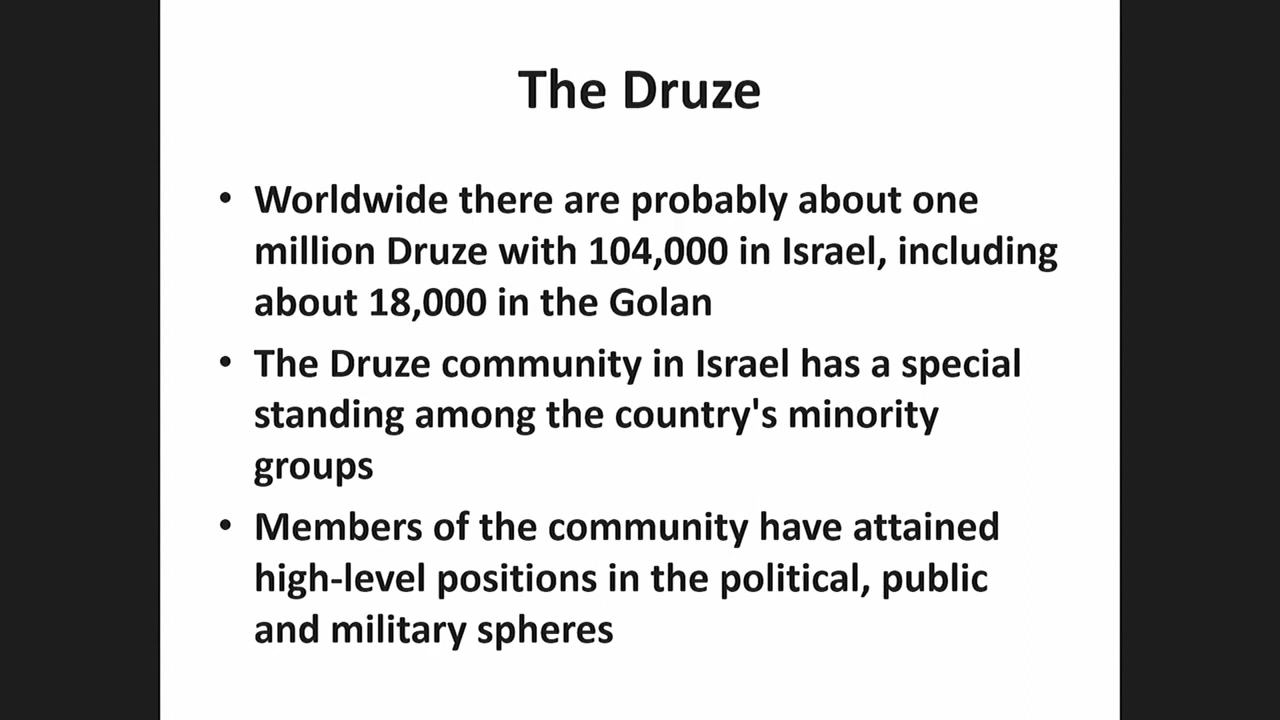 The Druze
• Worldwide there are probably about one
million Druze with 104,000 in Israel, including
about 18,000 in the Golan
• The Druze community in Israel has a special
standing among the country's minority
groups
• Members of the community have attained
high-level positions in the political, public
and military spheres